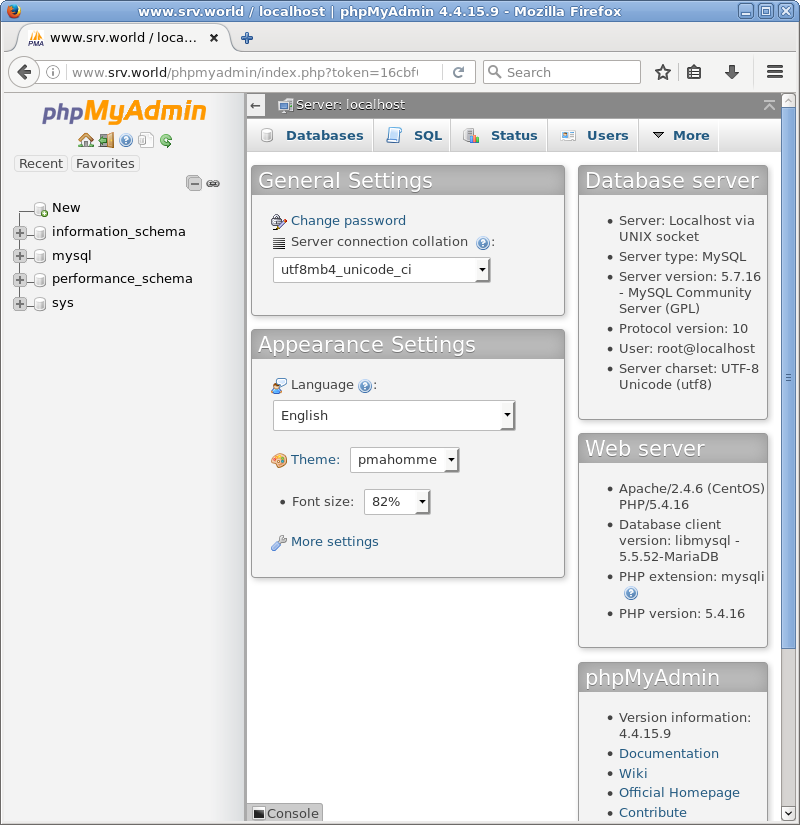 www.srv.world / localhost | phpMyAdmin 4.4.15.9 - Mozilla Firefox
PMA www.srv.world / loca...
www.srv.world/phpmyadmin/index.php?token=16cbf
Search
phpMyAdmin
Recent Favorites
New
information_schema
mysql
performance_schema
sys
Server: localhost
Databases SQL Status Users More
General Settings
Change password
Server connection collation :
utf8mb4_unicode_ci
Appearance Settings
Language :
English
Theme: pmahomme
• Font size: 82%
More settings
Console
Database server
• Server: Localhost via
UNIX socket
• Server type: MySQL
• Server version: 5.7.16
- MySQL Community
Server (GPL)
• Protocol version: 10
• User: root@localhost
• Server charset: UTF-8
Unicode (utf8)
Web server
• Apache/2.4.6 (CentOS)
PHP/5.4.16
• Database client
version: libmysql -
5.5.52-MariaDB
• PHP extension: mysqli
• PHP version: 5.4.16
phpMyAdmin
• Version information:
4.4.15.9
• Documentation
• Wiki
• Official Homepage
• Contribute